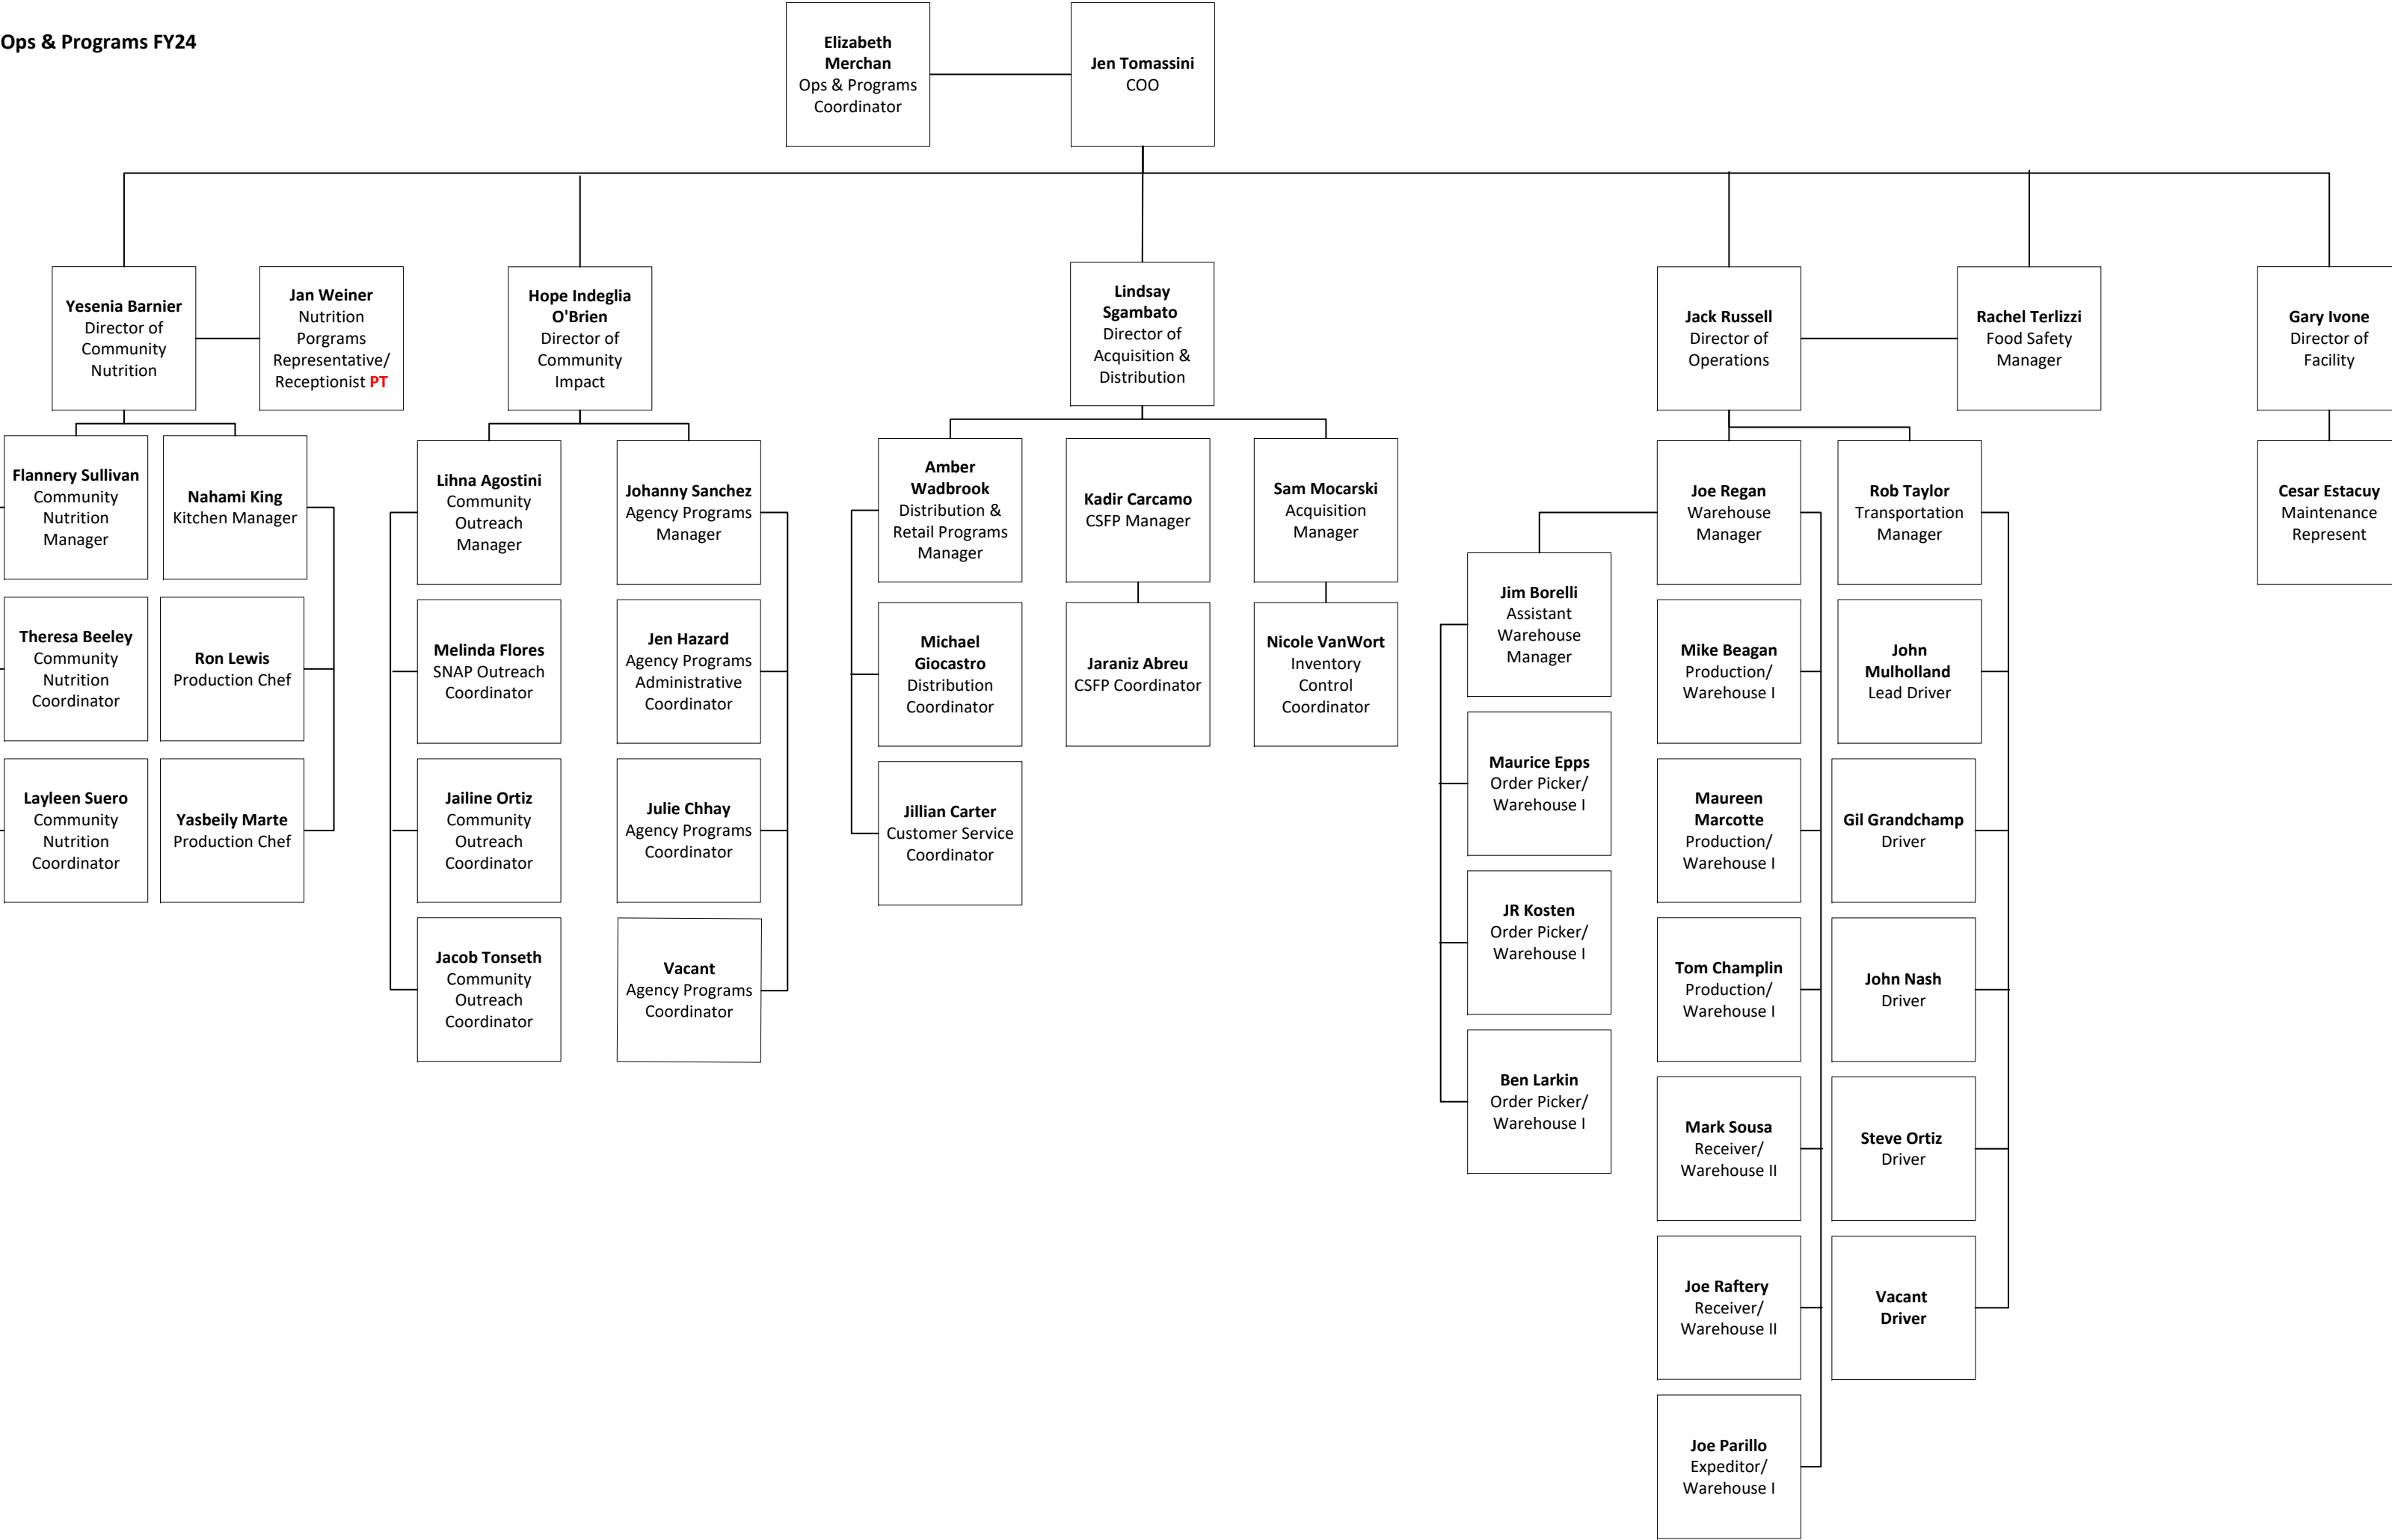 Ops & Programs FY24
Elizabeth
Merchan
Ops & Programs
Coordinator
Jen Tomassini
COO
Yesenia Barnier
Director of
Community
Nutrition
Jan Weiner
Nutrition
Porgrams
Representative/
Receptionist PT
Hope Indeglia
O'Brien
Director of
Community
Impact
Lindsay
Sgambato
Director of
Acquisition &
Distribution
Jack Russell
Director of
Operations
Rachel Terlizzi
Food Safety
Manager
Gary Ivone
Director of
Facility
Flannery Sullivan
Community
Nutrition
Manager
Nahami King
Kitchen Manager
Lihna Agostini
Community
Outreach
Manager
Johanny Sanchez
Agency Programs
Manager
Amber
Wadbrook
Distribution &
Retail Programs
Manager
Kadir Carcamo
CSFP Manager
Sam Mocarski
Acquisition
Manager
Joe Regan
Warehouse
Manager
Rob Taylor
Transportation
Manager
Cesar Estacuy
Maintenance
Represent
Jim Borelli
Assistant
Warehouse
Manager
Theresa Beeley
Community
Nutrition
Coordinator
Ron Lewis
Production Chef
Melinda Flores
SNAP Outreach
Coordinator
Jen Hazard
Agency Programs
Administrative
Coordinator
Michael
Giocastro
Distribution
Coordinator
Jaraniz Abreu
CSFP Coordinator
Nicole VanWort
Inventory
Control
Coordinator
Mike Beagan
Production/
Warehouse I
John
Mulholland
Lead Driver
Maurice Epps
Order Picker/
Warehouse I
Layleen Suero
Community
Nutrition
Coordinator
Yasbeily Marte
Production Chef
Jailine Ortiz
Community
Outreach
Coordinator
Julie Chhay
Agency Programs
Coordinator
Jillian Carter
Customer Service
Coordinator
Maureen
Marcotte
Production/
Warehouse I
Gil Grandchamp
Driver
JR Kosten
Order Picker/
Warehouse I
Jacob Tonseth
Community
Outreach
Coordinator
Vacant
Agency Programs
Coordinator
Tom Champlin
Production/
Warehouse I
John Nash
Driver
Ben Larkin
Order Picker/
Warehouse I
Mark Sousa
Receiver/
Warehouse II
Steve Ortiz
Driver
Joe Raftery
Receiver/
Warehouse II
Vacant
Driver
Joe Parillo
Expeditor/
Warehouse I